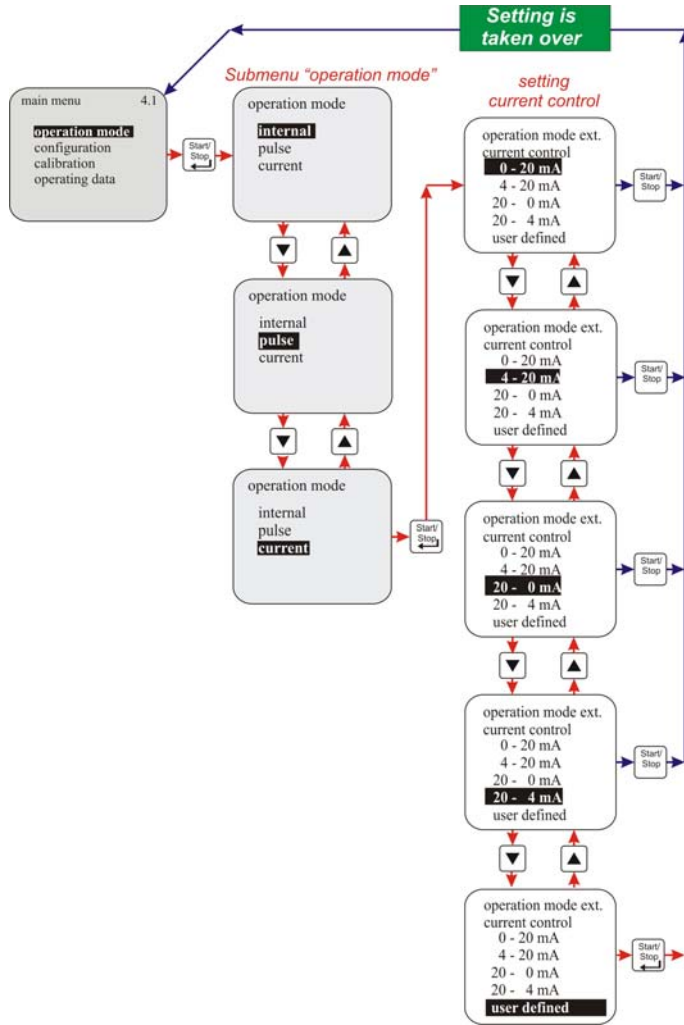 Setting is
taken over
Submenu "operation mode"
setting
current control
main menu 4.1
operation mode
configuration
calibration
operating data
Start/
Stop
operation mode
internal
pulse
current
operation mode
internal
pulse
current
operation mode
internal
pulse
current
Start/
Stop
operation mode ext.
current control
0 - 20 mA
4 - 20 mA
20 - 0 mA
20 - 4 mA
user defined
Start/
Stop
operation mode ext.
current control
0 - 20 mA
4 - 20 mA
20 - 0 mA
20 - 4 mA
user defined
Start/
Stop
operation mode ext.
current control
0 - 20 mA
4 - 20 mA
20 - 0 mA
20 - 4 mA
user defined
Start/
Stop
operation mode ext.
current control
0 - 20 mA
4 - 20 mA
20 - 0 mA
20 - 4 mA
user defined
Start/
Stop
operation mode ext.
current control
0 - 20 mA
4 - 20 mA
20 - 0 mA
20 - 4 mA
user defined
Start/
Stop